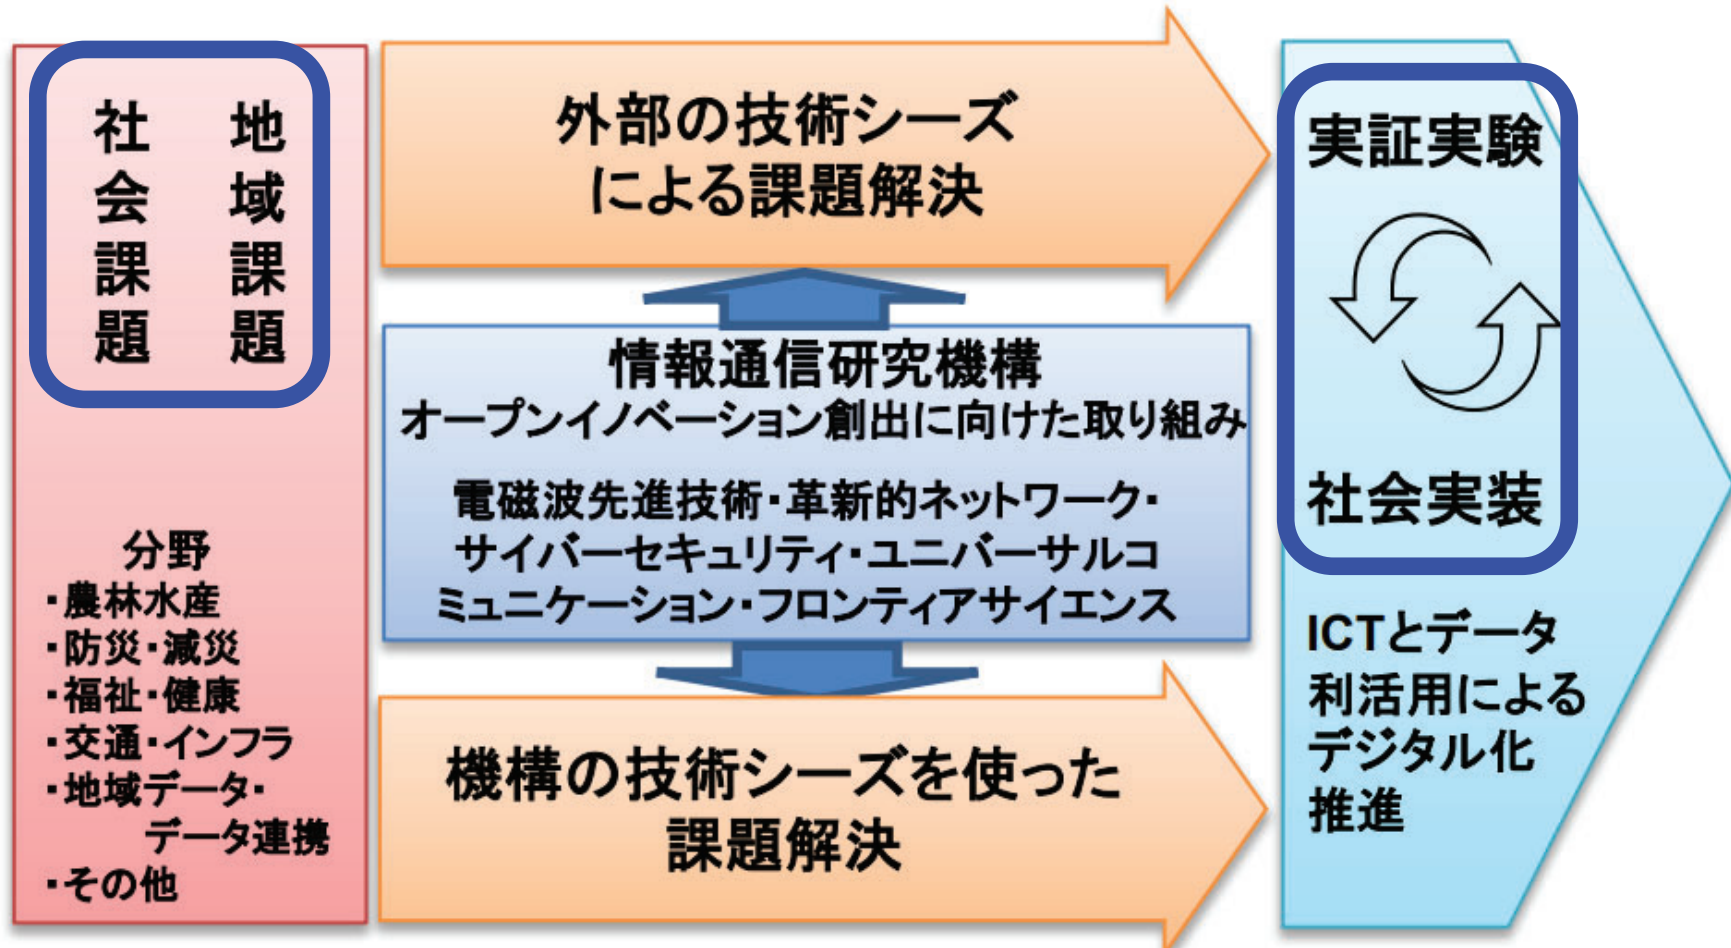 地域課題
社会課題
分野
・農林水産
・防災・減災
・福祉・健康
・交通・インフラ
・地域データ・
データ連携
・その他
外部の技術シーズ
による課題解決
情報通信研究機構
オープンイノベーション創出に向けた取り組み
電磁波先進技術・革新的ネットワーク・
サイバーセキュリティ・ユニバーサルコ
ミュニケーション・フロンティアサイエンス
機構の技術シーズを使った
課題解決
実証実験
社会実装
ICTとデータ
利活用による
デジタル化
推進